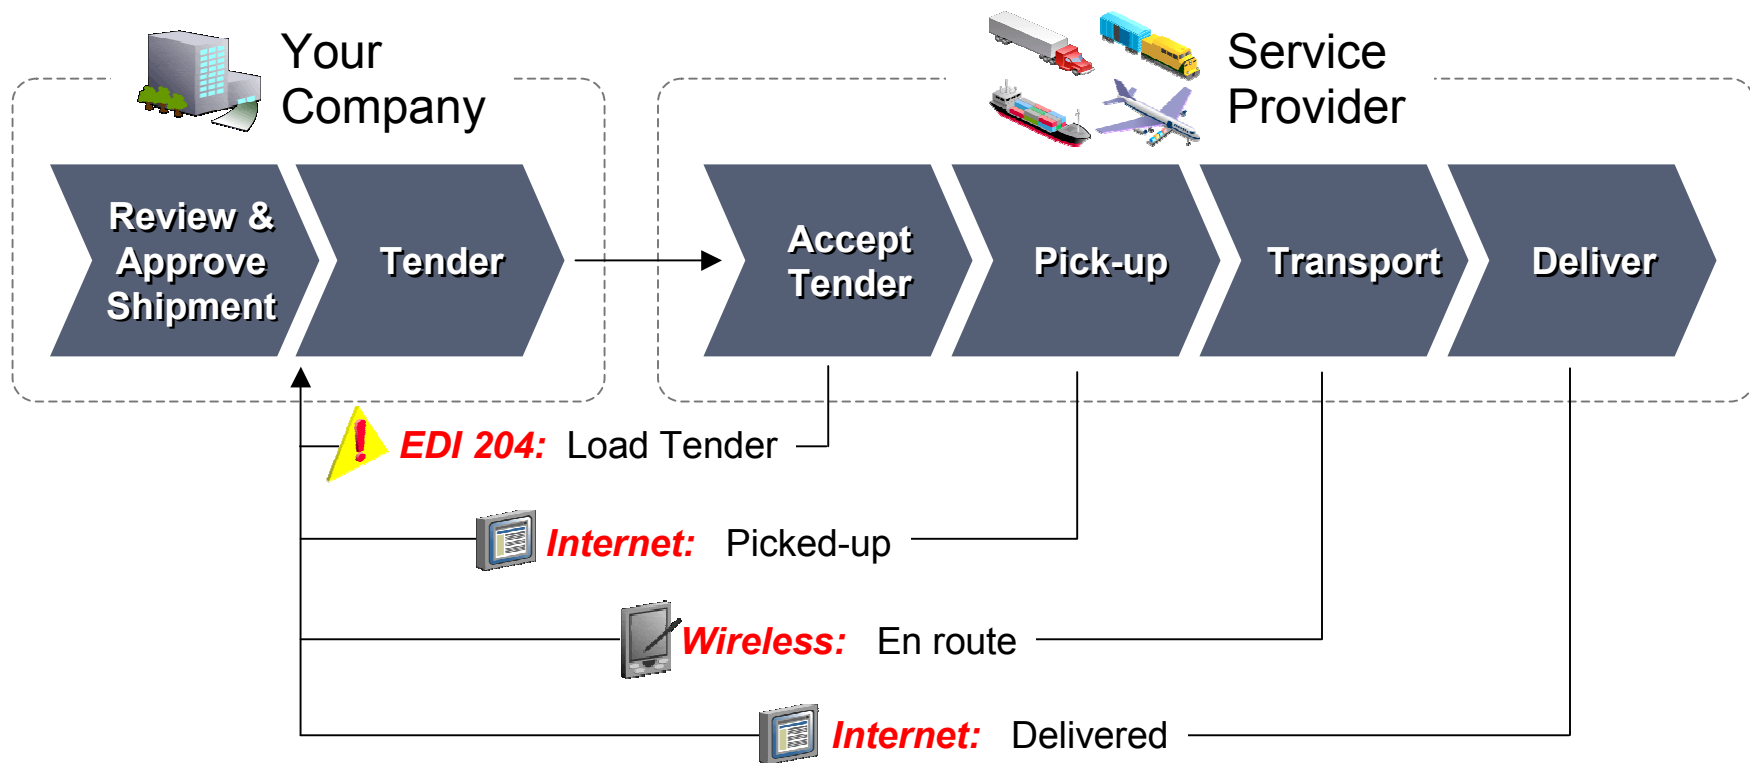 Your
Company
Service
Provider
Review &
Approve
Shipment
Tender
Accept
Tender
Pick-up
Transport
Deliver
EDI 204: Load Tender
Internet: Picked-up
Wireless: En route
Internet: Delivered